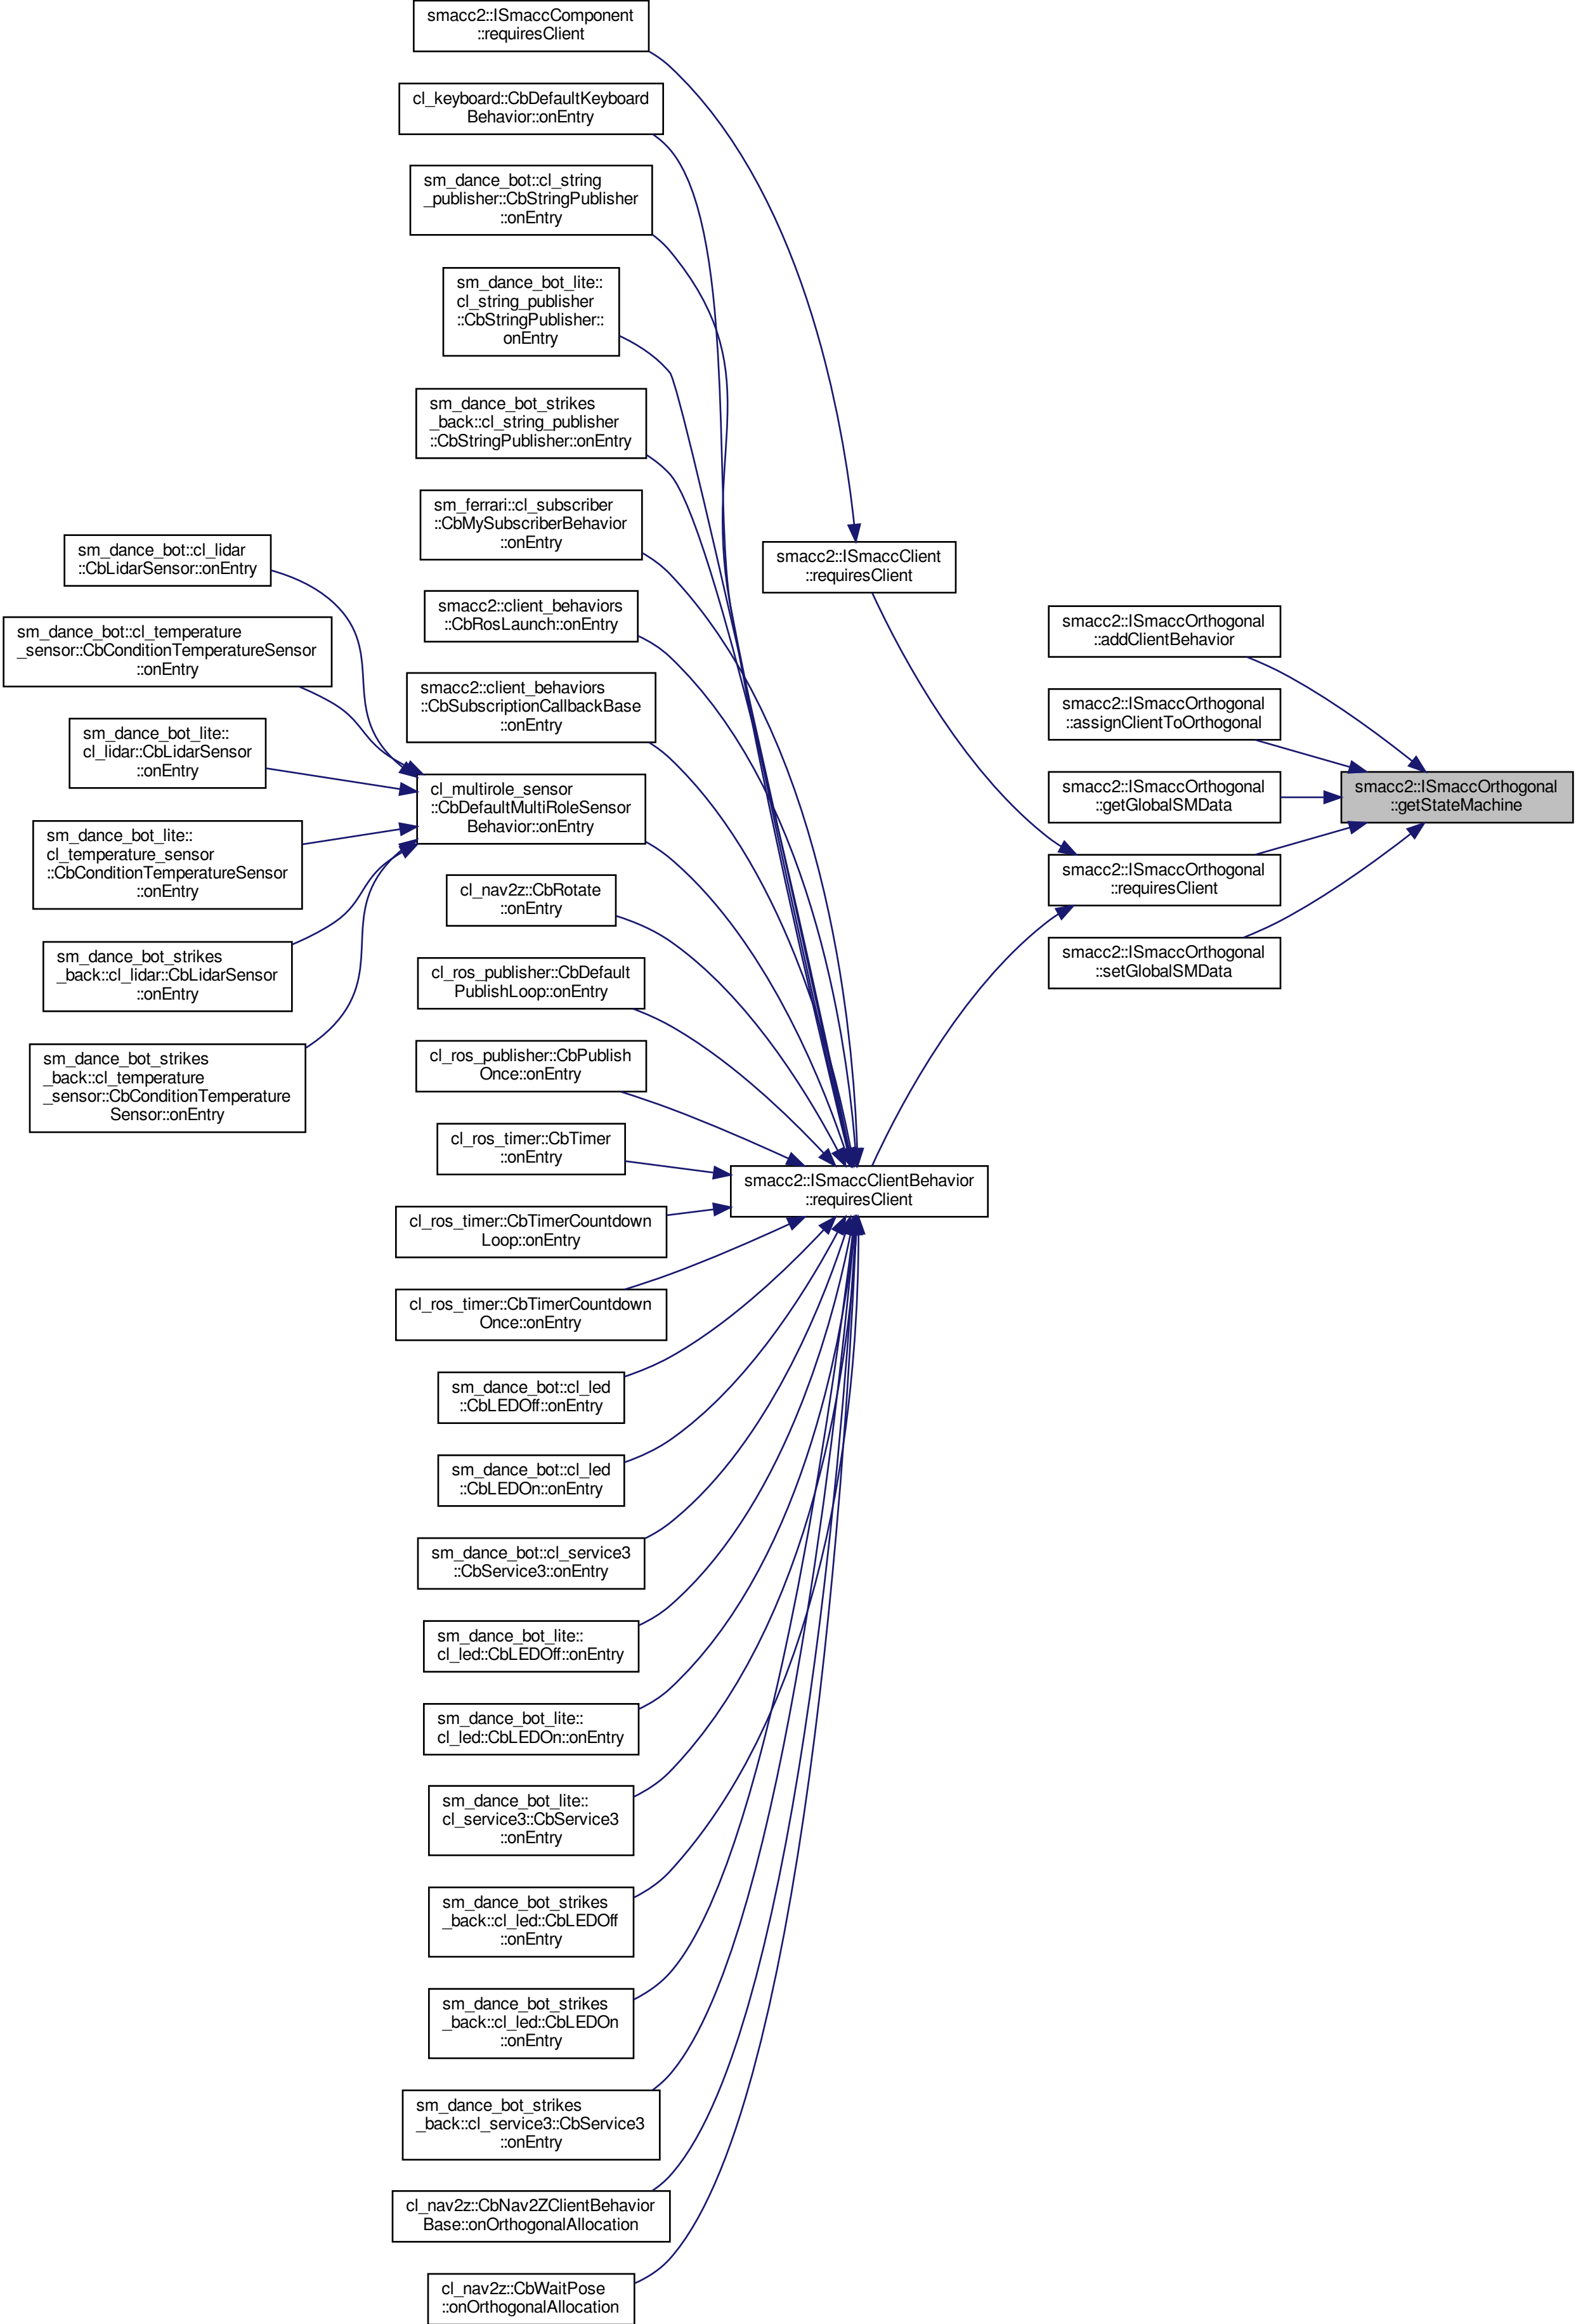 smacc2::ISmaccComponent
::requiresClient
cl_keyboard::CbDefaultKeyboard
Behavior::onEntry
sm_dance_bot::cl_string
_publisher::CbStringPublisher
::onEntry
sm_dance_bot_lite::
cl_string_publisher
::CbStringPublisher::
onEntry
sm_dance_bot_strikes
_back::cl_string_publisher
::CbStringPublisher::onEntry
sm_ferrari::cl_subscriber
::CbMySubscriberBehavior
::onEntry
smacc2::client_behaviors
::CbRosLaunch::onEntry
smacc2::client_behaviors
::CbSubscriptionCallbackBase
::onEntry
cl_multirole_sensor
::CbDefaultMultiRoleSensor
Behavior::onEntry
cl_nav2z::CbRotate
::onEntry
cl_ros_publisher::CbDefault
PublishLoop::onEntry
cl_ros_publisher::CbPublish
Once::onEntry
cl_ros_timer::CbTimer
::onEntry
cl_ros_timer::CbTimerCountdown
Loop::onEntry
cl_ros_timer::CbTimerCountdown
Once::onEntry
sm_dance_bot::cl_led
::CbLEDOff::onEntry
sm_dance_bot::cl_led
::CbLEDOn::onEntry
sm_dance_bot::cl_service3
::CbService3::onEntry
sm_dance_bot_lite::
cl_led::CbLEDOff::onEntry
sm_dance_bot_lite::
cl_led::CbLEDOn::onEntry
sm_dance_bot_lite::
cl_service3::CbService3
::onEntry
sm_dance_bot_strikes
_back::cl_led::CbLEDOff
::onEntry
sm_dance_bot_strikes
_back::cl_led::CbLEDOn
::onEntry
sm_dance_bot_strikes
_back::cl_service3::CbService3
::onEntry
cl_nav2z::CbNav2ZClientBehavior
Base::onOrthogonalAllocation
cl_nav2z::CbWaitPose
::onOrthogonalAllocation
sm_dance_bot::cl_lidar
::CbLidarSensor::onEntry
sm_dance_bot::cl_temperature
_sensor::CbConditionTemperatureSensor
::onEntry
sm_dance_bot_lite::
cl_lidar::CbLidarSensor
::onEntry
sm_dance_bot_lite::
cl_temperature_sensor
::CbConditionTemperatureSensor
::onEntry
sm_dance_bot_strikes
_back::cl_lidar::CbLidarSensor
::onEntry
sm_dance_bot_strikes
_back::cl_temperature
_sensor::CbConditionTemperature
Sensor::onEntry
smacc2::ISmaccClient
::requiresClient
smacc2::ISmaccClientBehavior
::requiresClient
smacc2::ISmaccOrthogonal
::addClientBehavior
smacc2::ISmaccOrthogonal
::assignClientToOrthogonal
smacc2::ISmaccOrthogonal
::getGlobalSMData
smacc2::ISmaccOrthogonal
::requiresClient
smacc2::ISmaccOrthogonal
::setGlobalSMData
smacc2::ISmaccOrthogonal
::getStateMachine